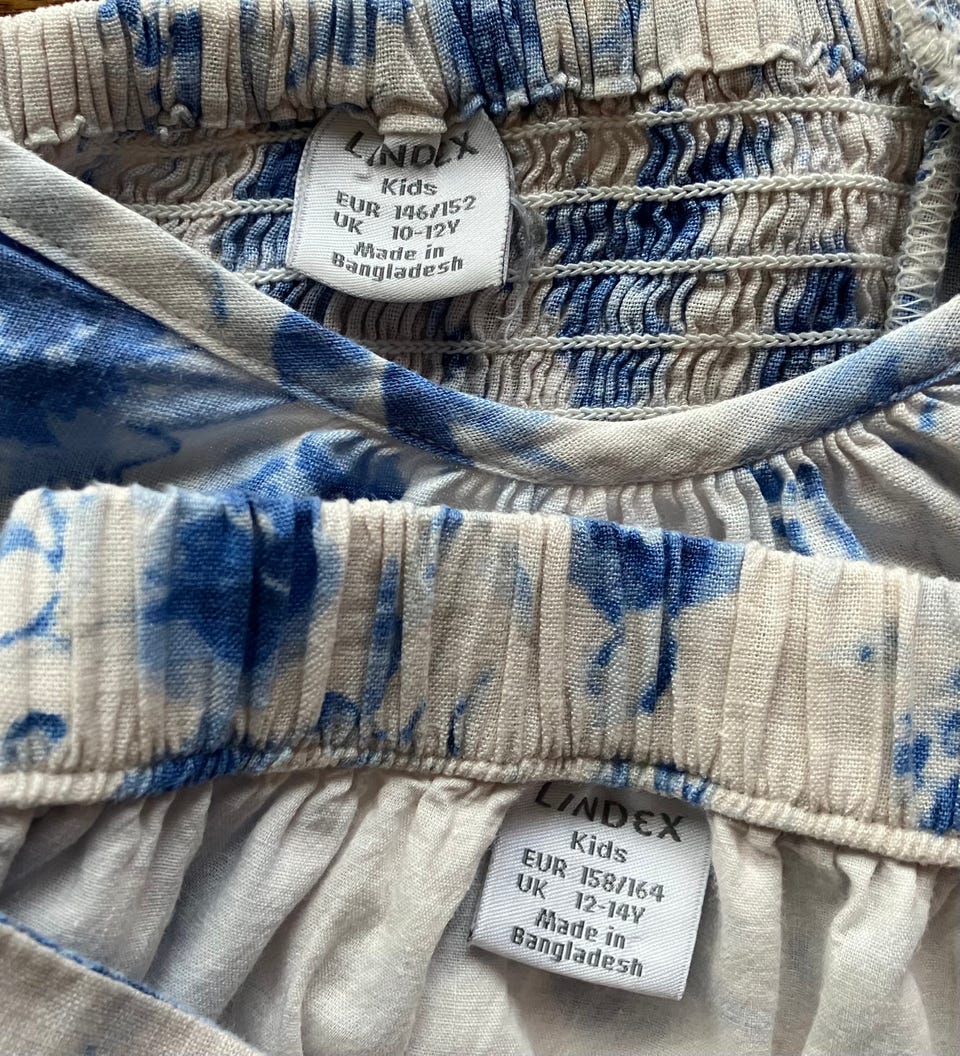 LINDEX
Kids
EUR 146/152
UK 10-12Y
Made in
Bangladesh
LINDEX
Kids
EUR 158/164
UK 12-14Y
Made in
Bangladesh